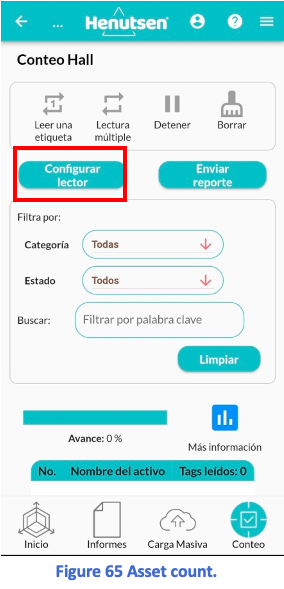 ...
Henutsen
?
Conteo Hall
1
Leer una
etiqueta
Lectura
múltiple
Detener
Borrar
Configurar
lector
Enviar
reporte
Filtra por:
Categoría
Todas
Estado
Todos
Buscar:
Filtrar por palabra clave
Limpiar
Avance: 0 %
Más información
No. Nombre del activo Tags leídos: 0
Inicio
Informes
Carga Masiva
Conteo
Figure 65 Asset count.